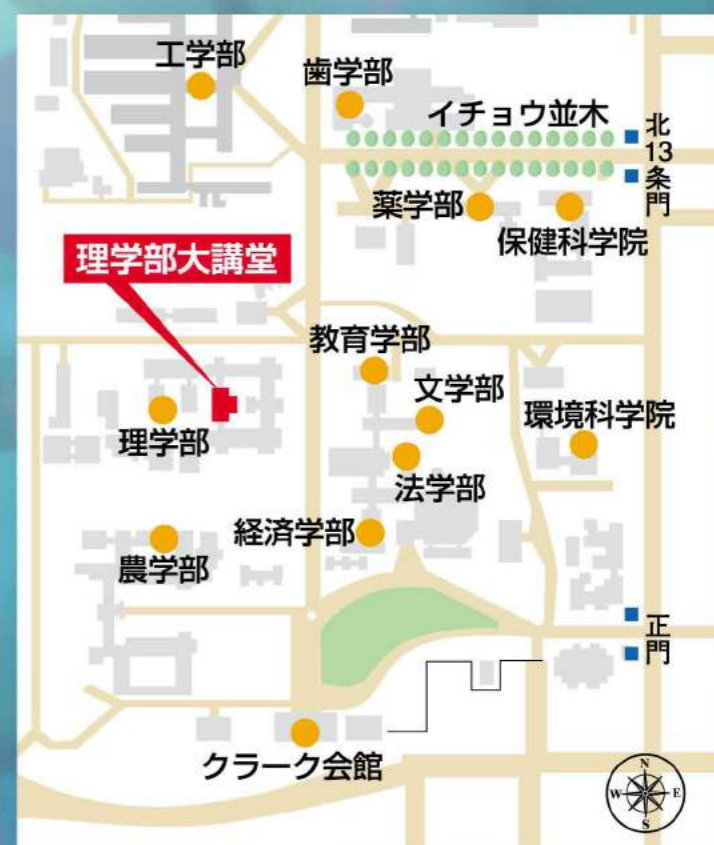 工学部
歯学部
イチョウ並木
北13条門
薬学部
保健科学院
理学部大講堂
教育学部
文学部
環境科学院
理学部
法学部
経済学部
農学部
正門
クラーク会館
N
W
E
S